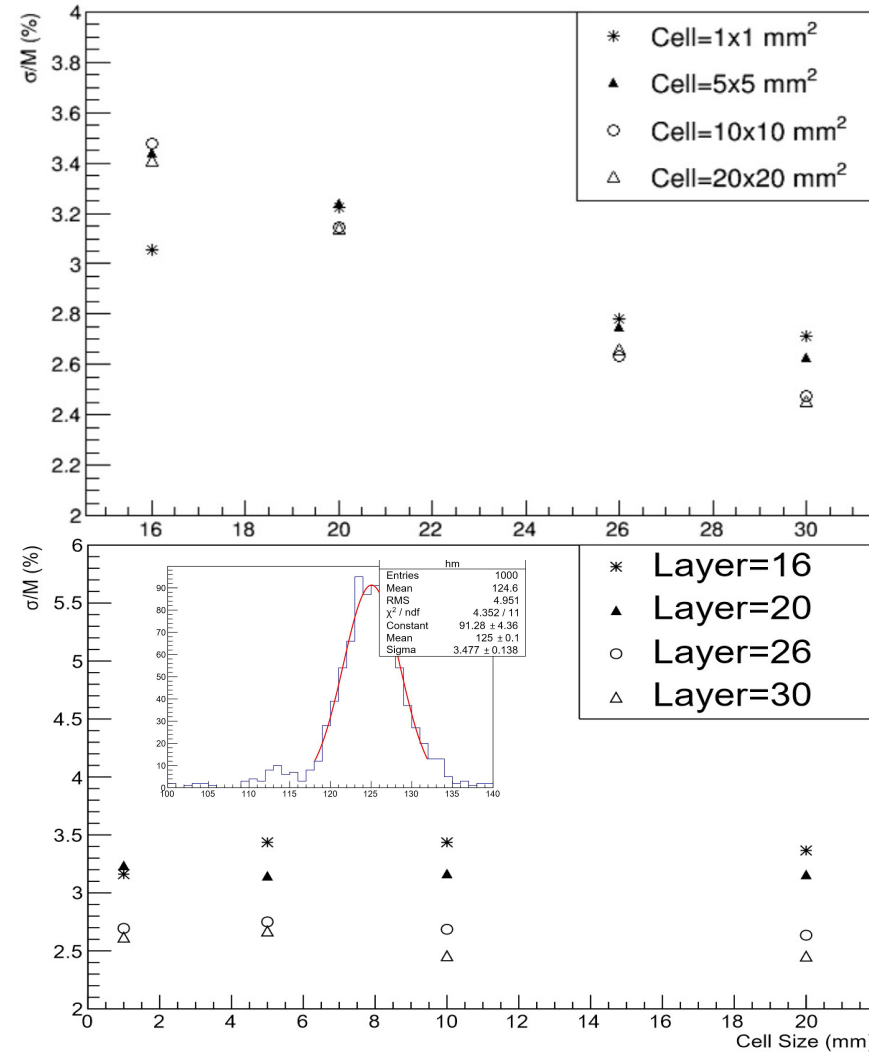 σ/M (%)
4
3.8
3.6
3.4
3.2
3
2.8
2.6
2.4
2.2
2
Cell=1x1 mm²
Cell=5x5 mm²
Cell=10x10 mm²
Cell=20x20 mm²
16 18 20 22 24 26 28 30
σ/M (%)
6
5.5
5
4.5
4
3.5
3
2.5
2
hm
Entries 1000
Mean 124.6
RMS 4.951
χ² / ndf 4.352 / 11
Constant 91.28 ± 4.36
Mean 125 ± 0.1
Sigma 3.477 ± 0.138
90
80
70
60
50
40
30
20
10
0
100 105 110 115 120 125 130 135 140
Layer=16
Layer=20
Layer=26
Layer=30
0 2 4 6 8 10 12 14 16 18 20
Cell Size (mm)